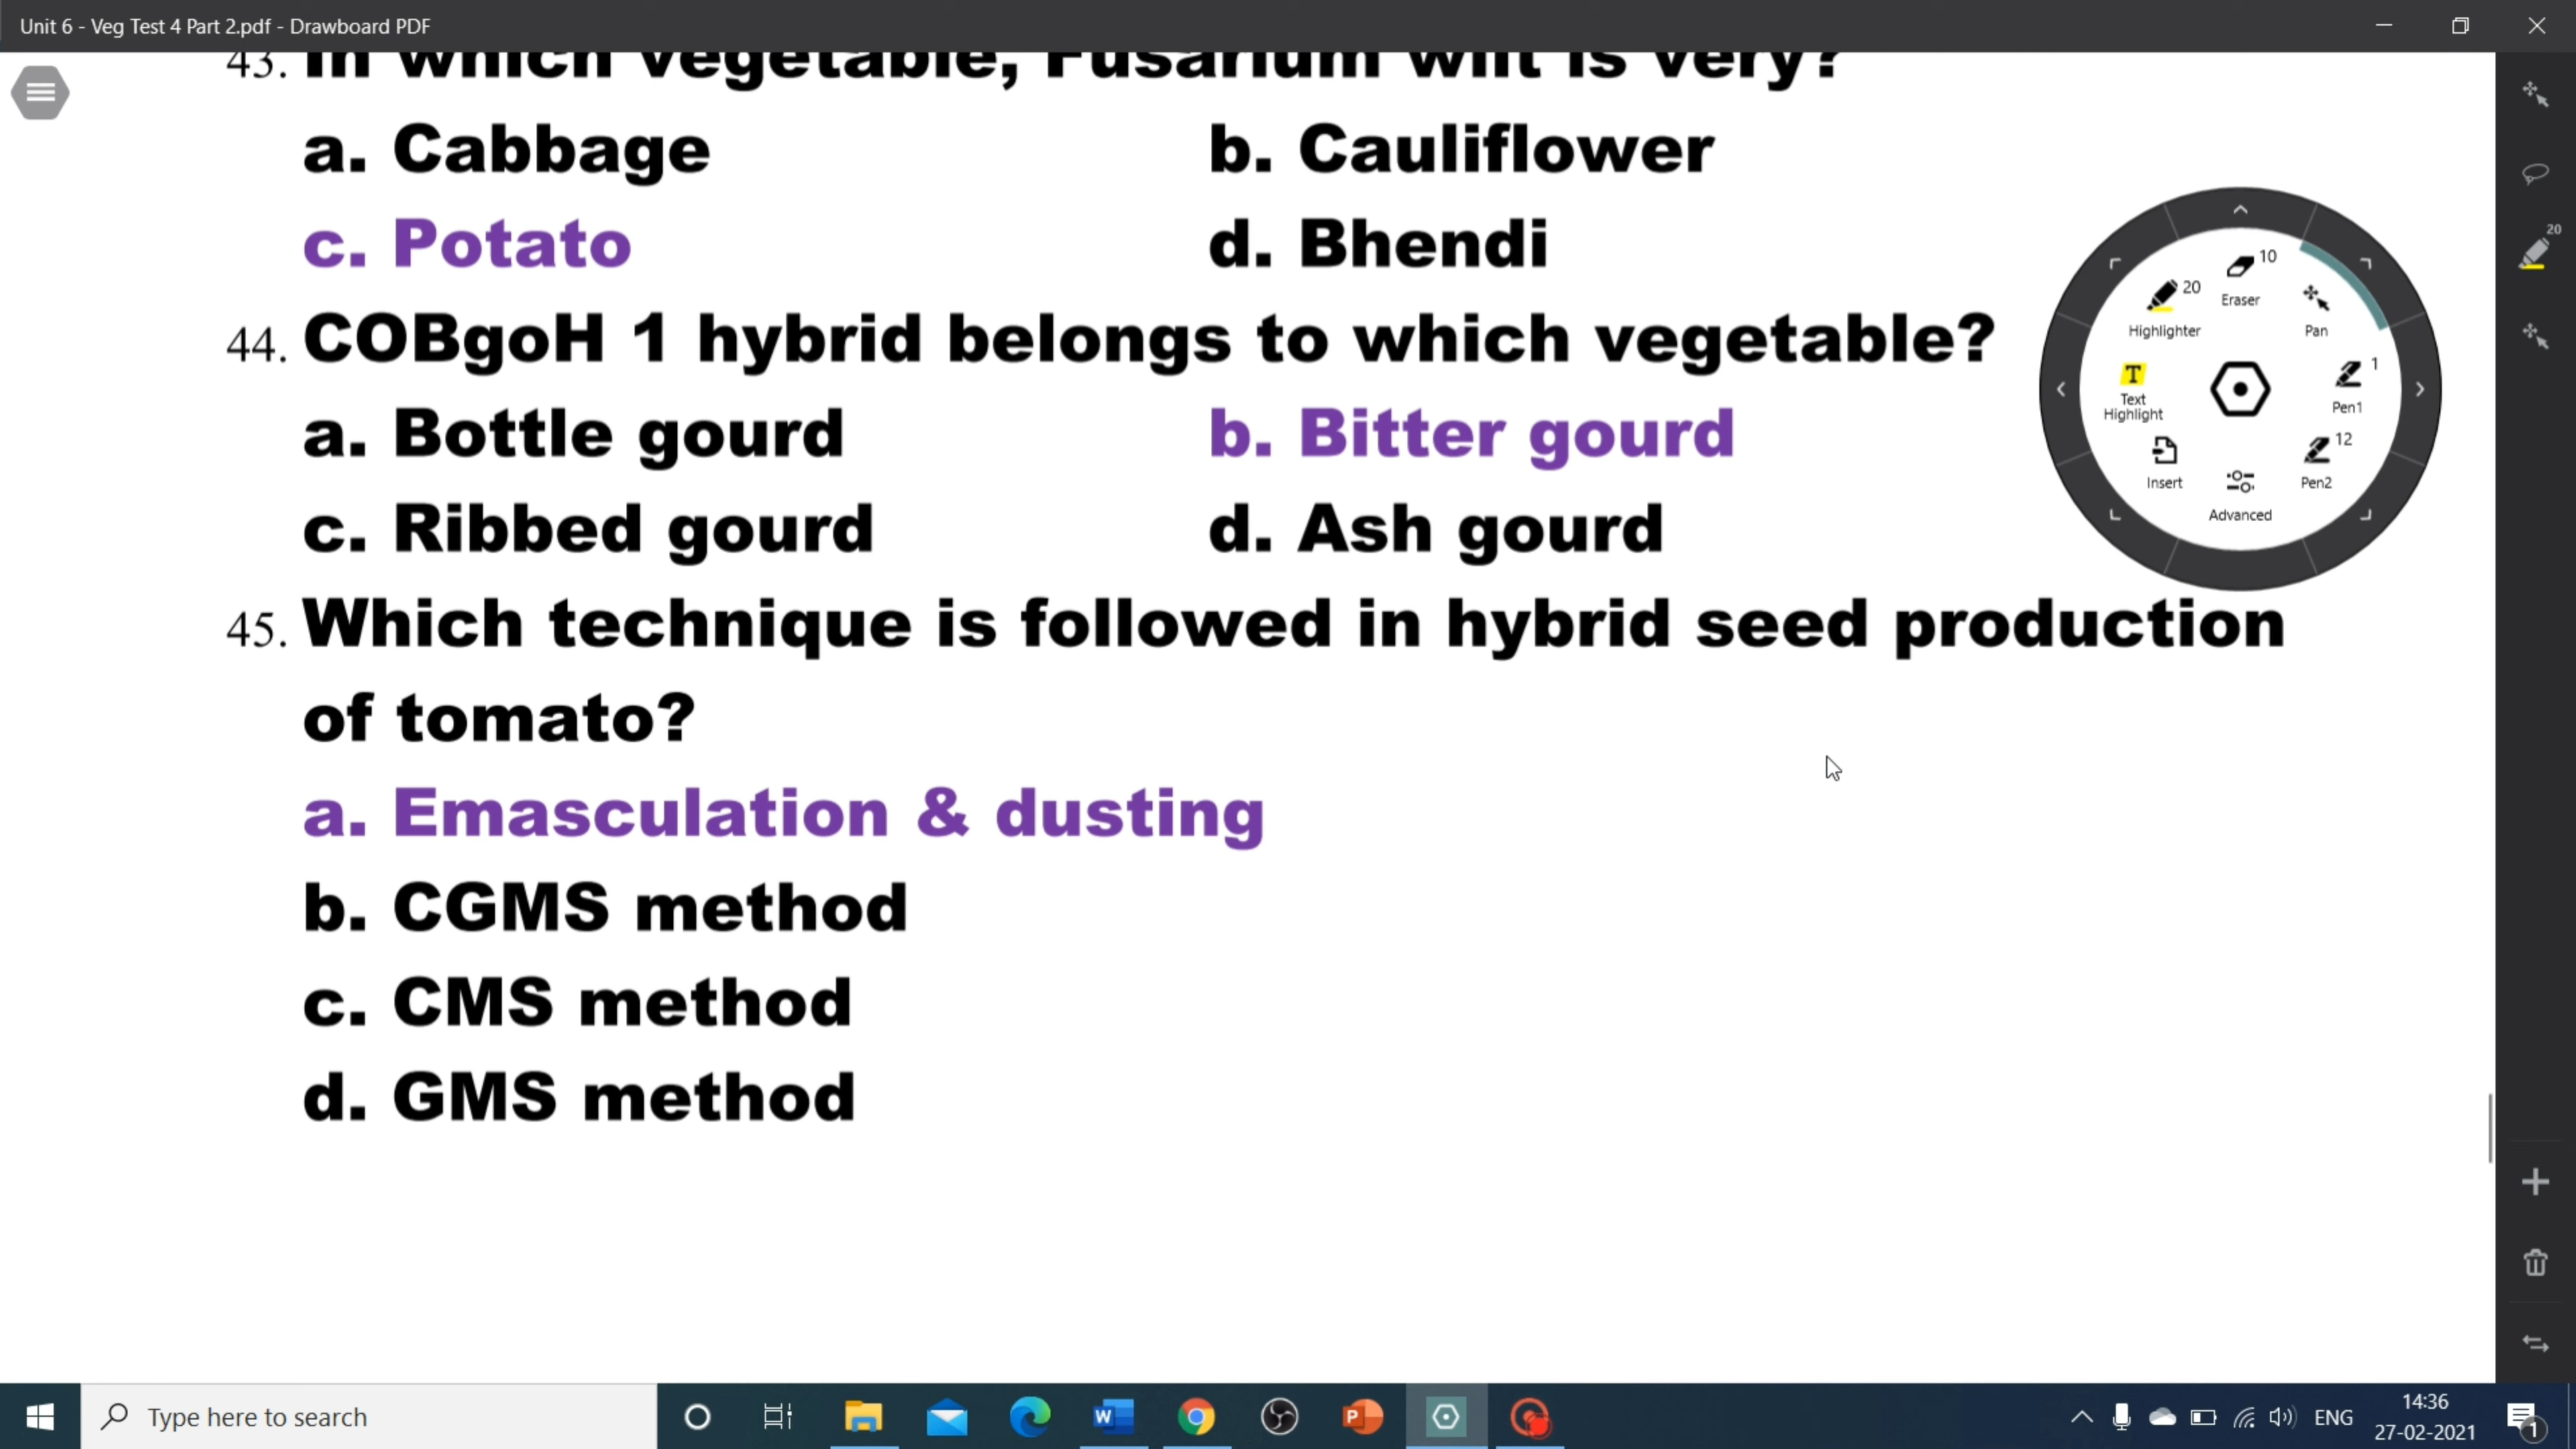 Unit 6 - Veg Test 4 Part 2.pdf - Drawboard PDF
43. In which vegetable, Fusarium wilt is very?
a. Cabbage
b. Cauliflower
c. Potato
d. Bhendi
44. COBgoH 1 hybrid belongs to which vegetable?
a. Bottle gourd
b. Bitter gourd
c. Ribbed gourd
d. Ash gourd
45. Which technique is followed in hybrid seed production
of tomato?
a. Emasculation & dusting
b. CGMS method
c. CMS method
d. GMS method
10
Eraser
20
Highlighter
Pan
T
Text
Highlight
1
Pen1
Insert
12
Pen2
Advanced
20
Type here to search
W
P
ENG
14:36
27-02-2021
1